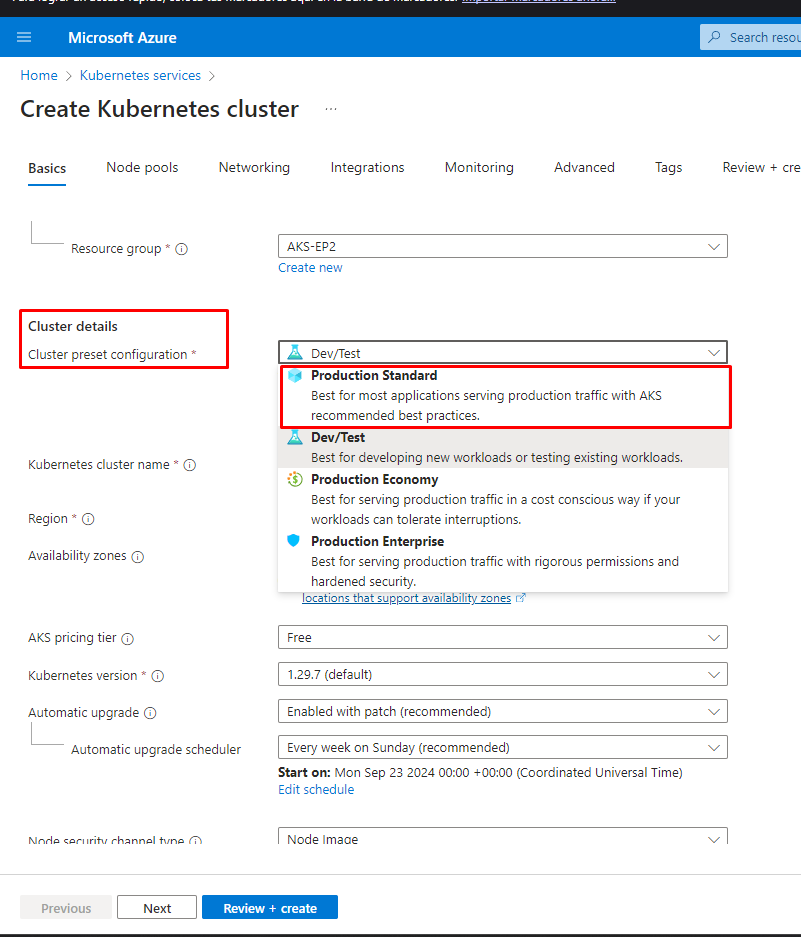 Microsoft Azure
Search resou
Home > Kubernetes services >
Create Kubernetes cluster ...
Basics Node pools Networking Integrations Monitoring Advanced Tags Review + cre
Resource group * AKS-EP2
Create new
Cluster details
Cluster preset configuration * Dev/Test
Production Standard
Best for most applications serving production traffic with AKS
recommended best practices.
Dev/Test
Best for developing new workloads or testing existing workloads.
Kubernetes cluster name *
Production Economy
Best for serving production traffic in a cost conscious way if your
workloads can tolerate interruptions.
Region *
Production Enterprise
Best for serving production traffic with rigorous permissions and
hardened security.
Availability zones
locations that support availability zones
AKS pricing tier Free
Kubernetes version * 1.29.7 (default)
Automatic upgrade Enabled with patch (recommended)
Automatic upgrade scheduler Every week on Sunday (recommended)
Start on: Mon Sep 23 2024 00:00 +00:00 (Coordinated Universal Time)
Edit schedule
Node security channel type Node Image
Previous Next Review + create